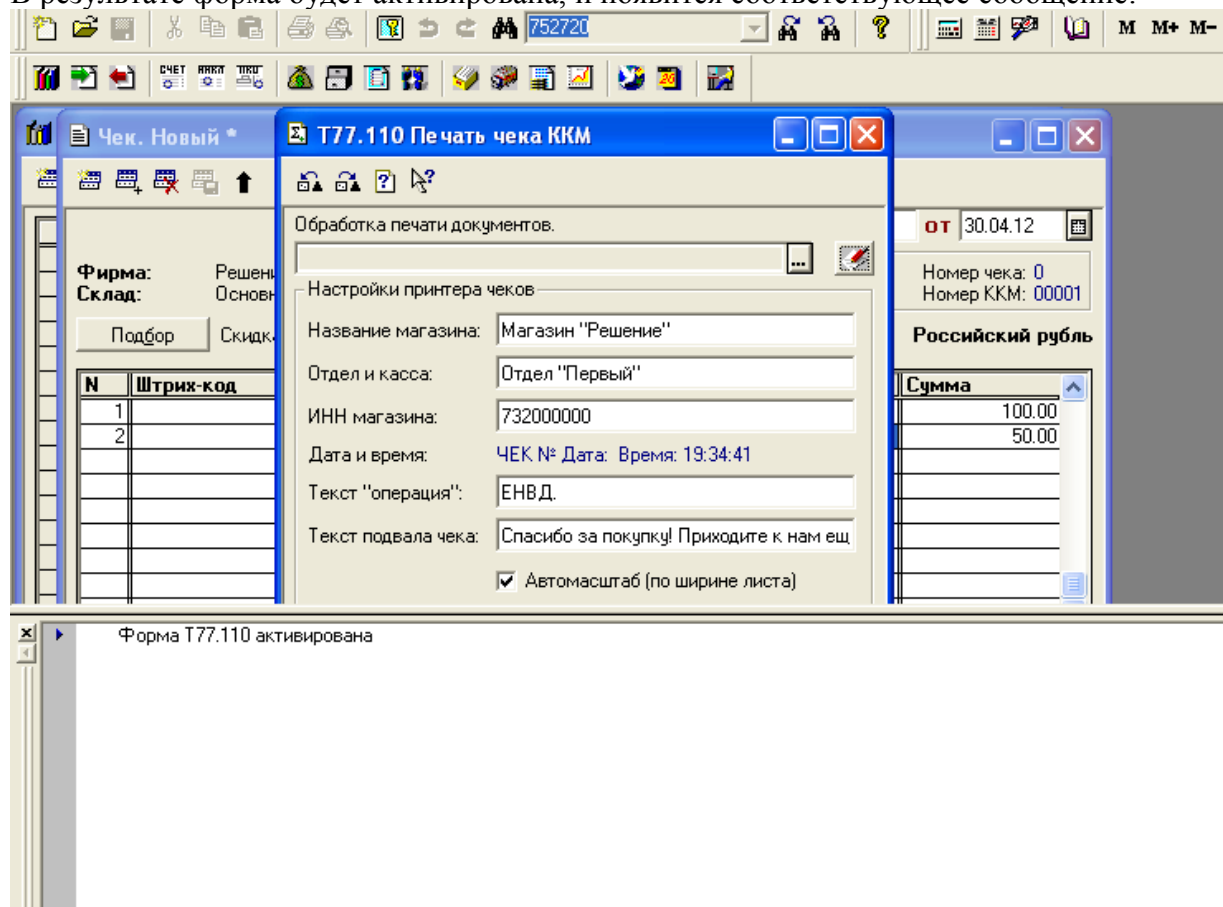 В результате форма будет активирована, и появится соответствующее сообщение:
752720
M M+ M-
СЧЕТ
Чек. Новый *
Т77.110 Печать чека ККМ
Обработка печати документов.
...
от 30.04.12
Фирма: Решени
Склад: Основн
Номер чека: 0
Номер ККМ: 00001
Настройки принтера чеков
Подбор Скидк
Название магазина: Магазин "Решение"
Российский рубль
Отдел и касса: Отдел "Первый"
N Штрих-код
Сумма
ИНН магазина: 732000000
1 100.00
2 50.00
Дата и время: ЧЕК № Дата: Время: 19:34:41
Текст "операция": ЕНВД.
Текст подвала чека: Спасибо за покупку! Приходите к нам ещ
Автомасштаб (по ширине листа)
Форма Т77.110 активирована